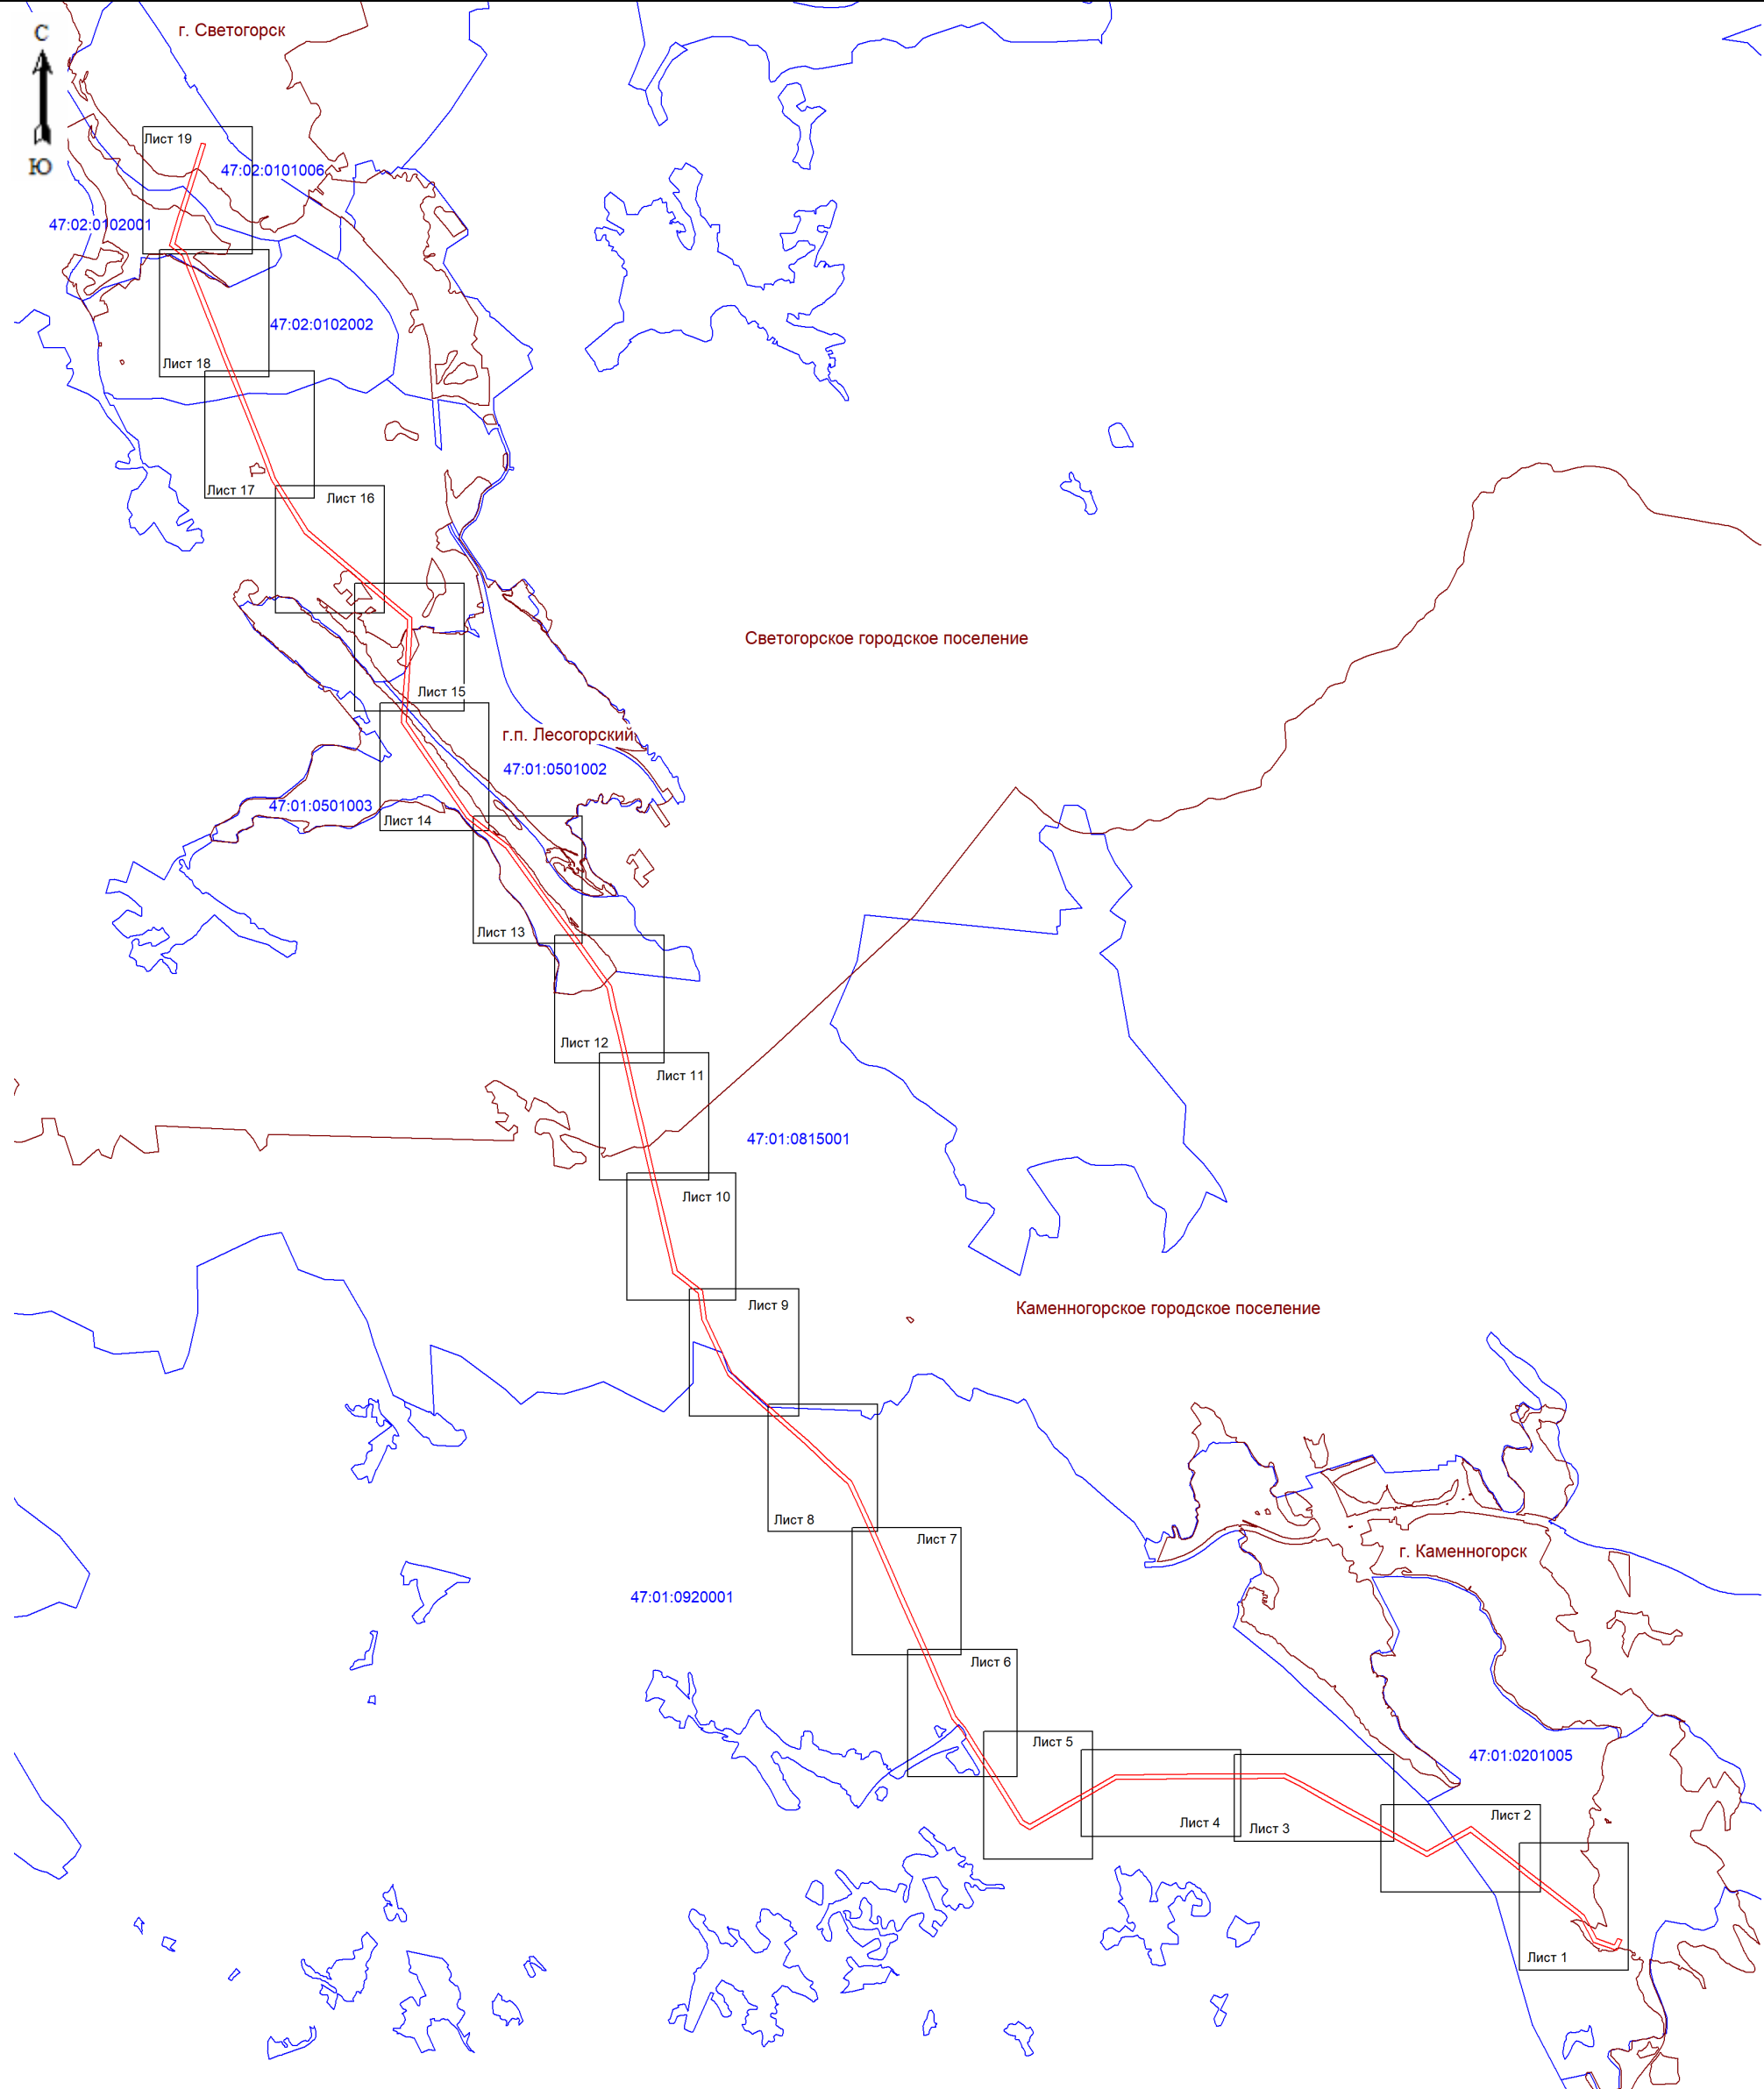 г. Светогорск
С
Лист 19
Ю
47:02:0101006
47:02:0102001
47:02:0102002
Лист 18
Лист 17
Лист 16
Светогорское городское поселение
Лист 15
г.п. Лесогорский
47:01:0501002
47:01:0501003
Лист 14
Лист 13
Лист 12
Лист 11
47:01:0815001
Лист 10
Лист 9
Каменногорское городское поселение
Лист 8
Лист 7
г. Каменногорск
47:01:0920001
Лист 6
Лист 5
47:01:0201005
Лист 4
Лист 3
Лист 2
Лист 1